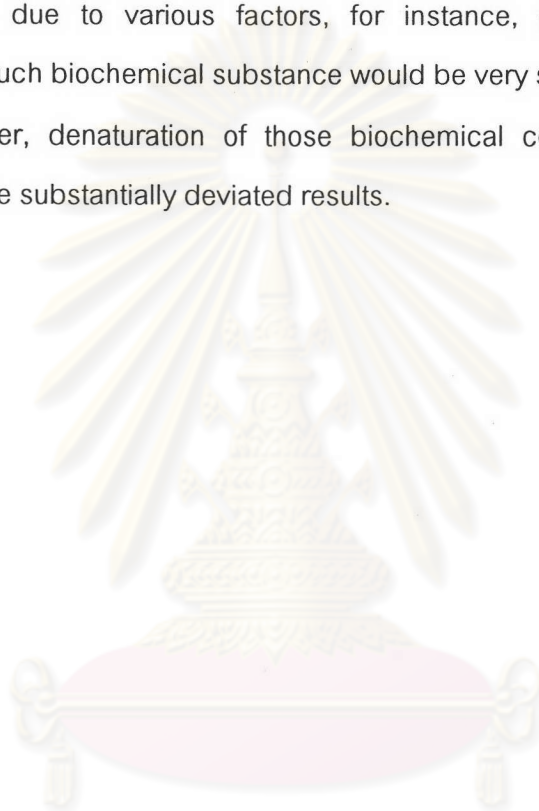 due to various factors, for instance,
uch biochemical substance would be very s
er, denaturation of those biochemical c
e substantially deviated results.